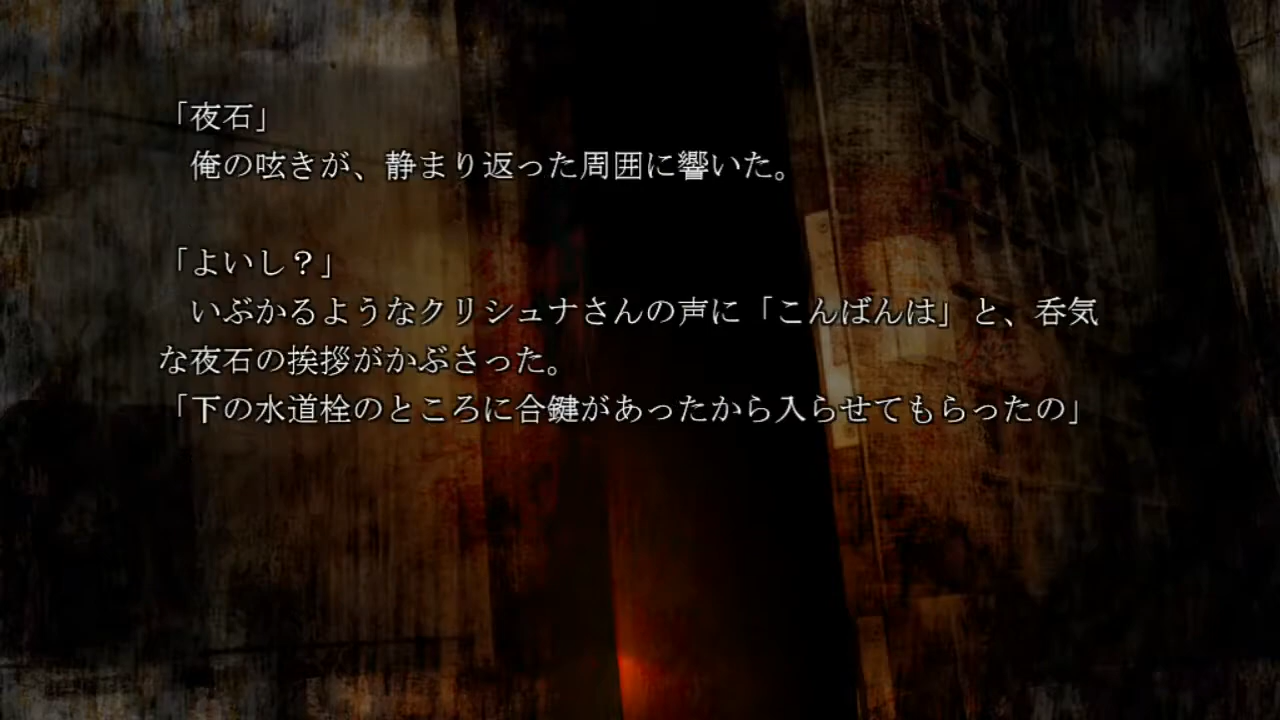 「夜石」
俺の呟きが、静まり返った周囲に響いた。
「よいし？」
いぶかるようなクリシュナさんの声に「こんばんは」と、呑気
な夜石の挨拶がかぶさった。
「下の水道栓のところに合鍵があったから入らせてもらったの」